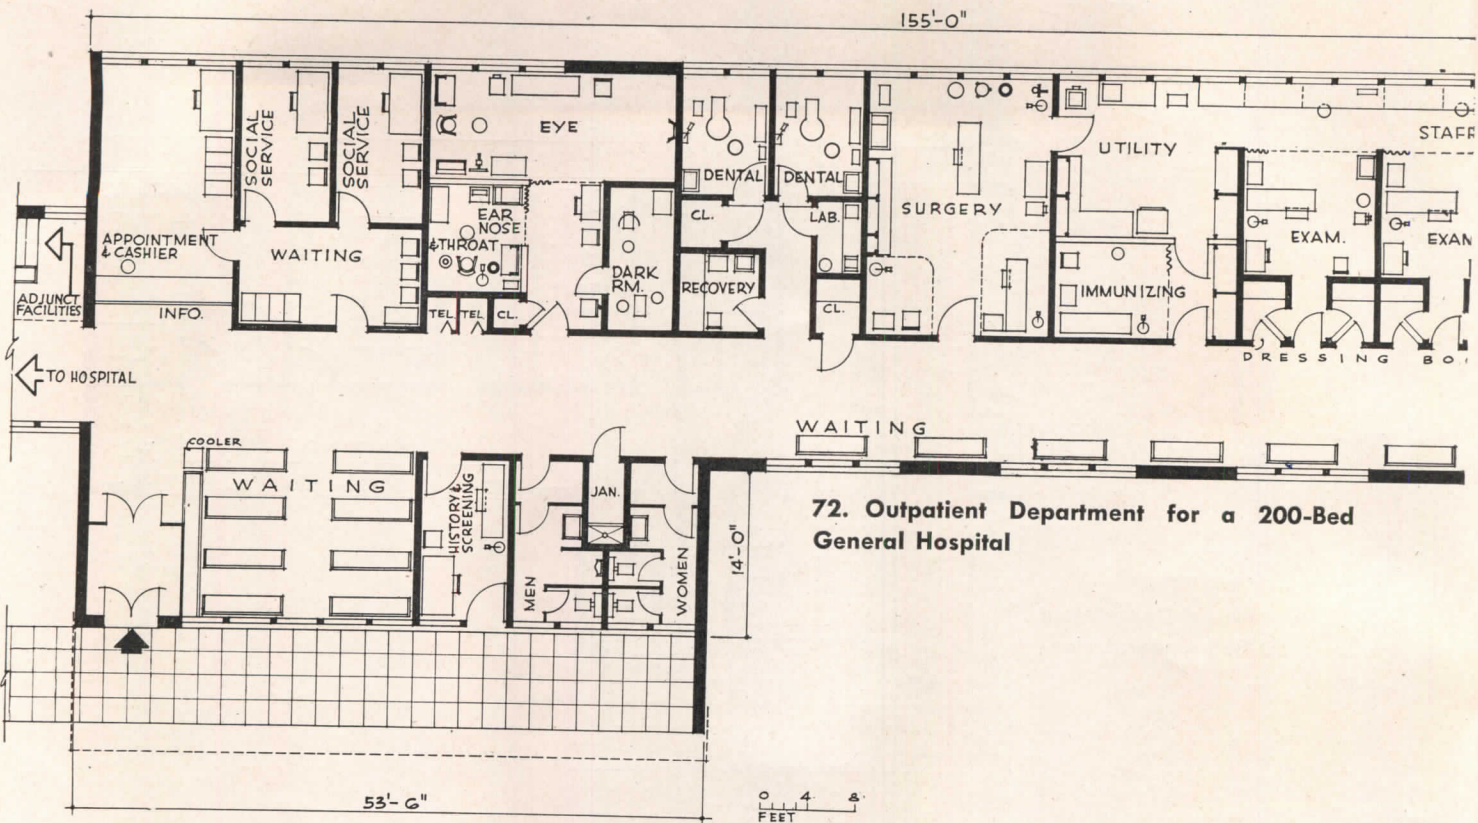 155'-0"
SOCIAL
SERVICE
SOCIAL
SERVICE
EYE
DENTAL
DENTAL
UTILITY
STAFF
APPOINTMENT
& CASHIER
WAITING
EAR
NOSE
& THROAT
DARK
RM.
CL.
LAB.
SURGERY
EXAM.
EXAM
ADJUNCT
FACILITIES
INFO.
TEL.
TEL
CL.
RECOVERY
CL.
IMMUNIZING
DRESSING BO
TO HOSPITAL
COOLER
WAITING
WAITING
HISTORY &
SCREENING
MEN
JAN.
WOMEN
14'-0"
72. Outpatient Department for a 200-Bed
General Hospital
53'-6"
0 4 8
FEET